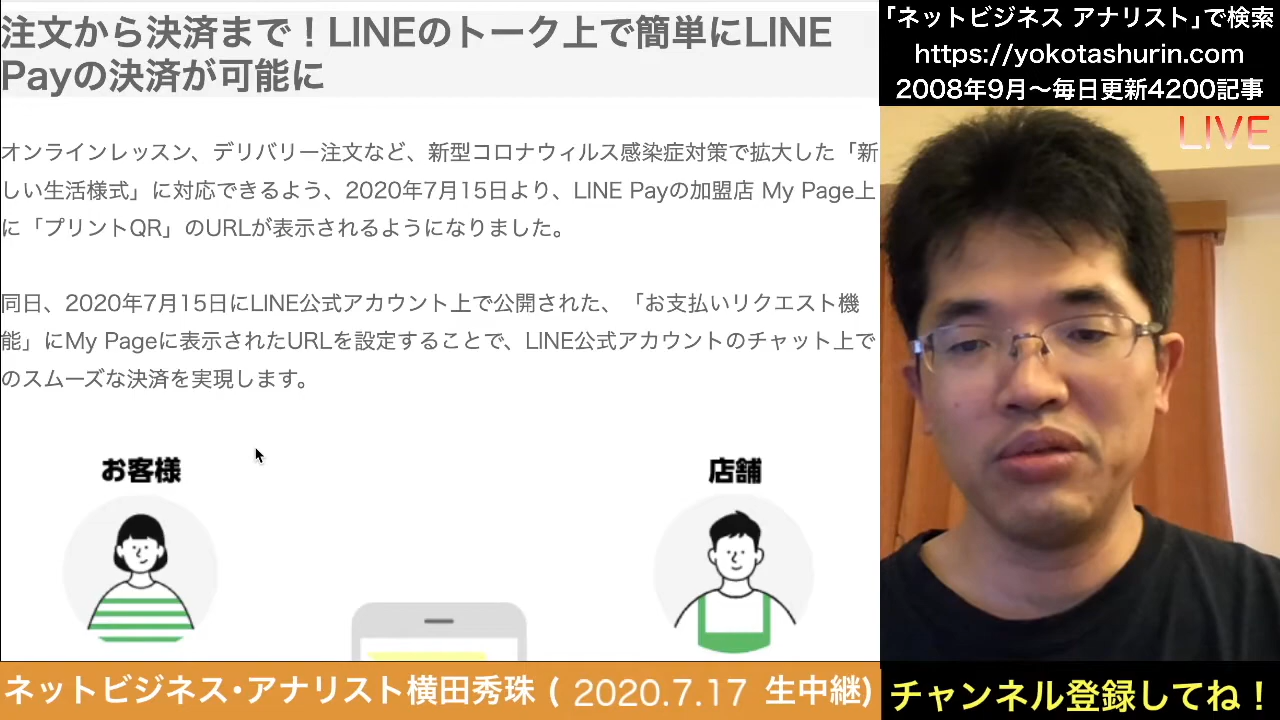 注文から決済まで！LINEのトーク上で簡単にLINE
Payの決済が可能に
オンラインレッスン、デリバリー注文など、新型コロナウィルス感染症対策で拡大した「新
しい生活様式」に対応できるよう、2020年7月15日より、LINE Payの加盟店 My Page上
に「プリントQR」のURLが表示されるようになりました。
同日、2020年7月15日にLINE公式アカウント上で公開された、「お支払いリクエスト機
能」にMy Pageに表示されたURLを設定することで、LINE公式アカウントのチャット上で
のスムーズな決済を実現します。
お客様
店舗
「ネットビジネス アナリスト」で検索
https://yokotashurin.com
2008年9月〜毎日更新4200記事
LIVE
ネットビジネス・アナリスト横田秀珠 ( 2020.7.17 生中継)
チャンネル登録してね！